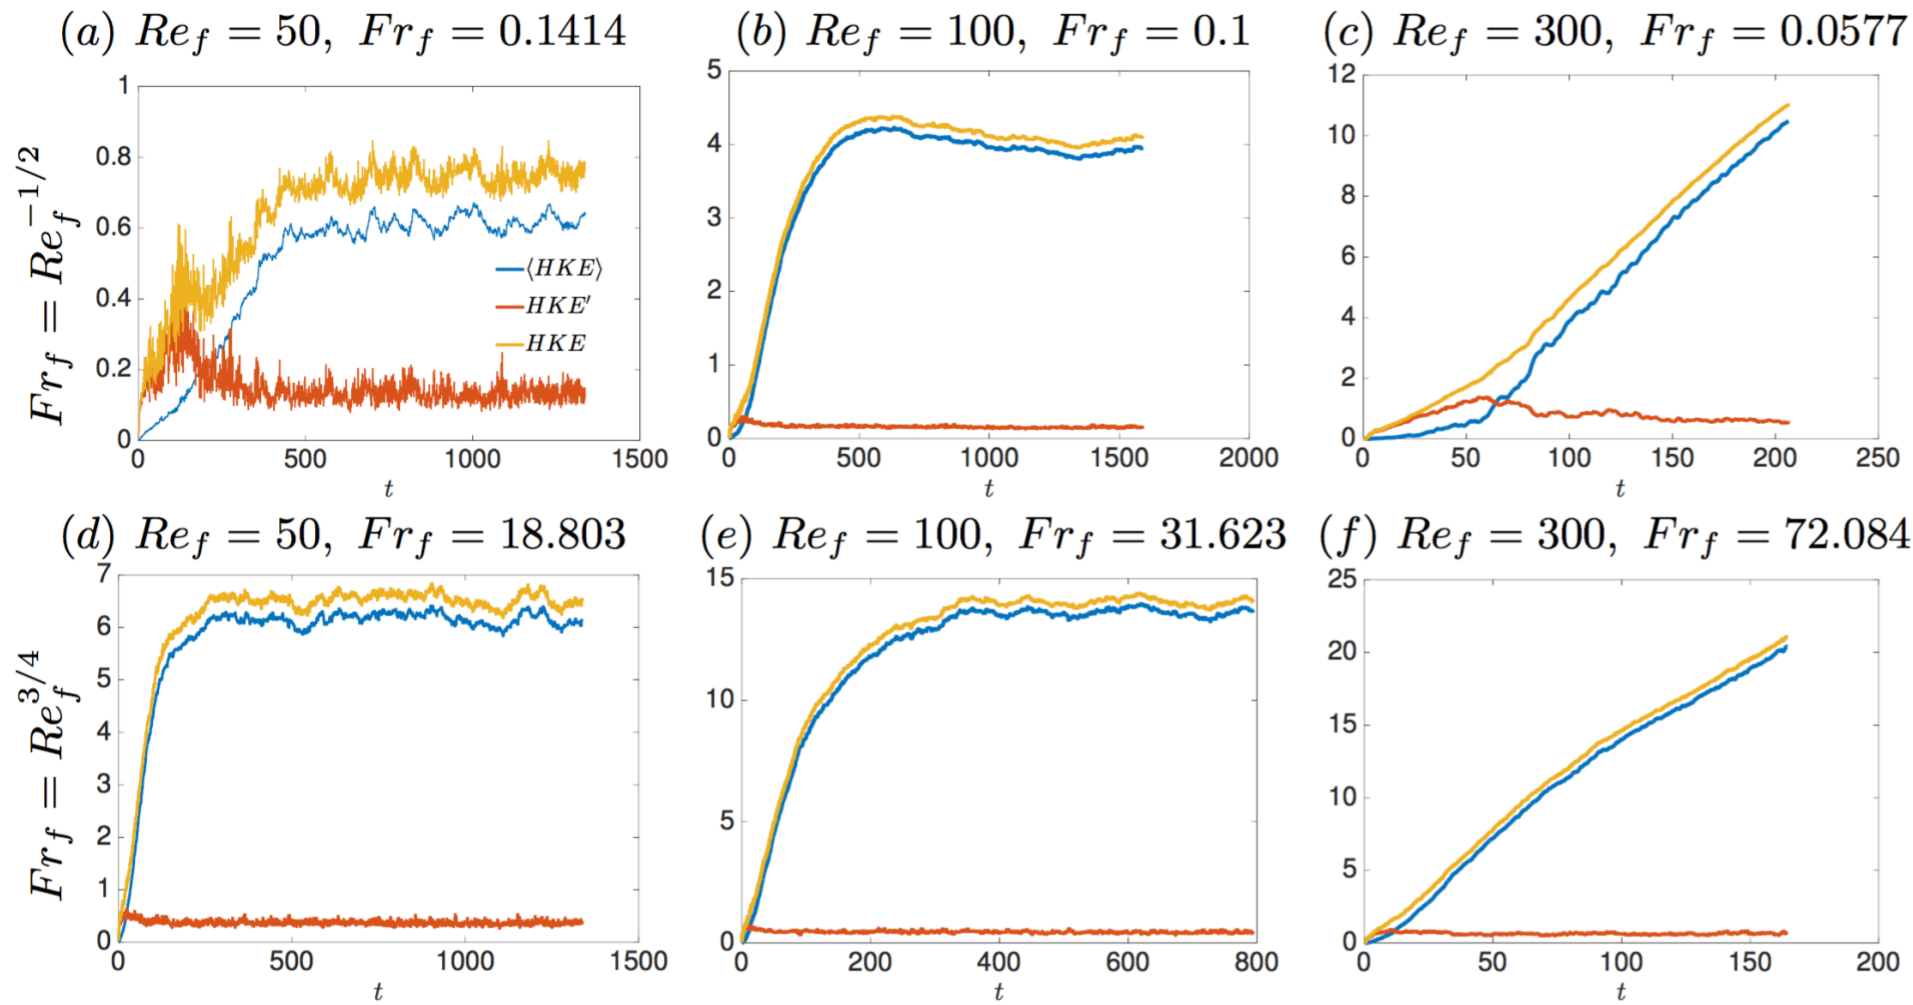 (a) Re_f = 50, Fr_f = 0.1414
(b) Re_f = 100, Fr_f = 0.1
(c) Re_f = 300, Fr_f = 0.0577
Fr_f = Re_f^{-1/2}
1
0.8
0.6
0.4
0.2
0
0 500 1000 1500
t
⟨HKE⟩
HKE′
HKE
5
4
3
2
1
0
0 500 1000 1500 2000
t
12
10
8
6
4
2
0
0 50 100 150 200 250
t
(d) Re_f = 50, Fr_f = 18.803
(e) Re_f = 100, Fr_f = 31.623
(f) Re_f = 300, Fr_f = 72.084
Fr_f = Re_f^{3/4}
7
6
5
4
3
2
1
0
0 500 1000 1500
t
15
10
5
0
0 200 400 600 800
t
25
20
15
10
5
0
0 50 100 150 200
t